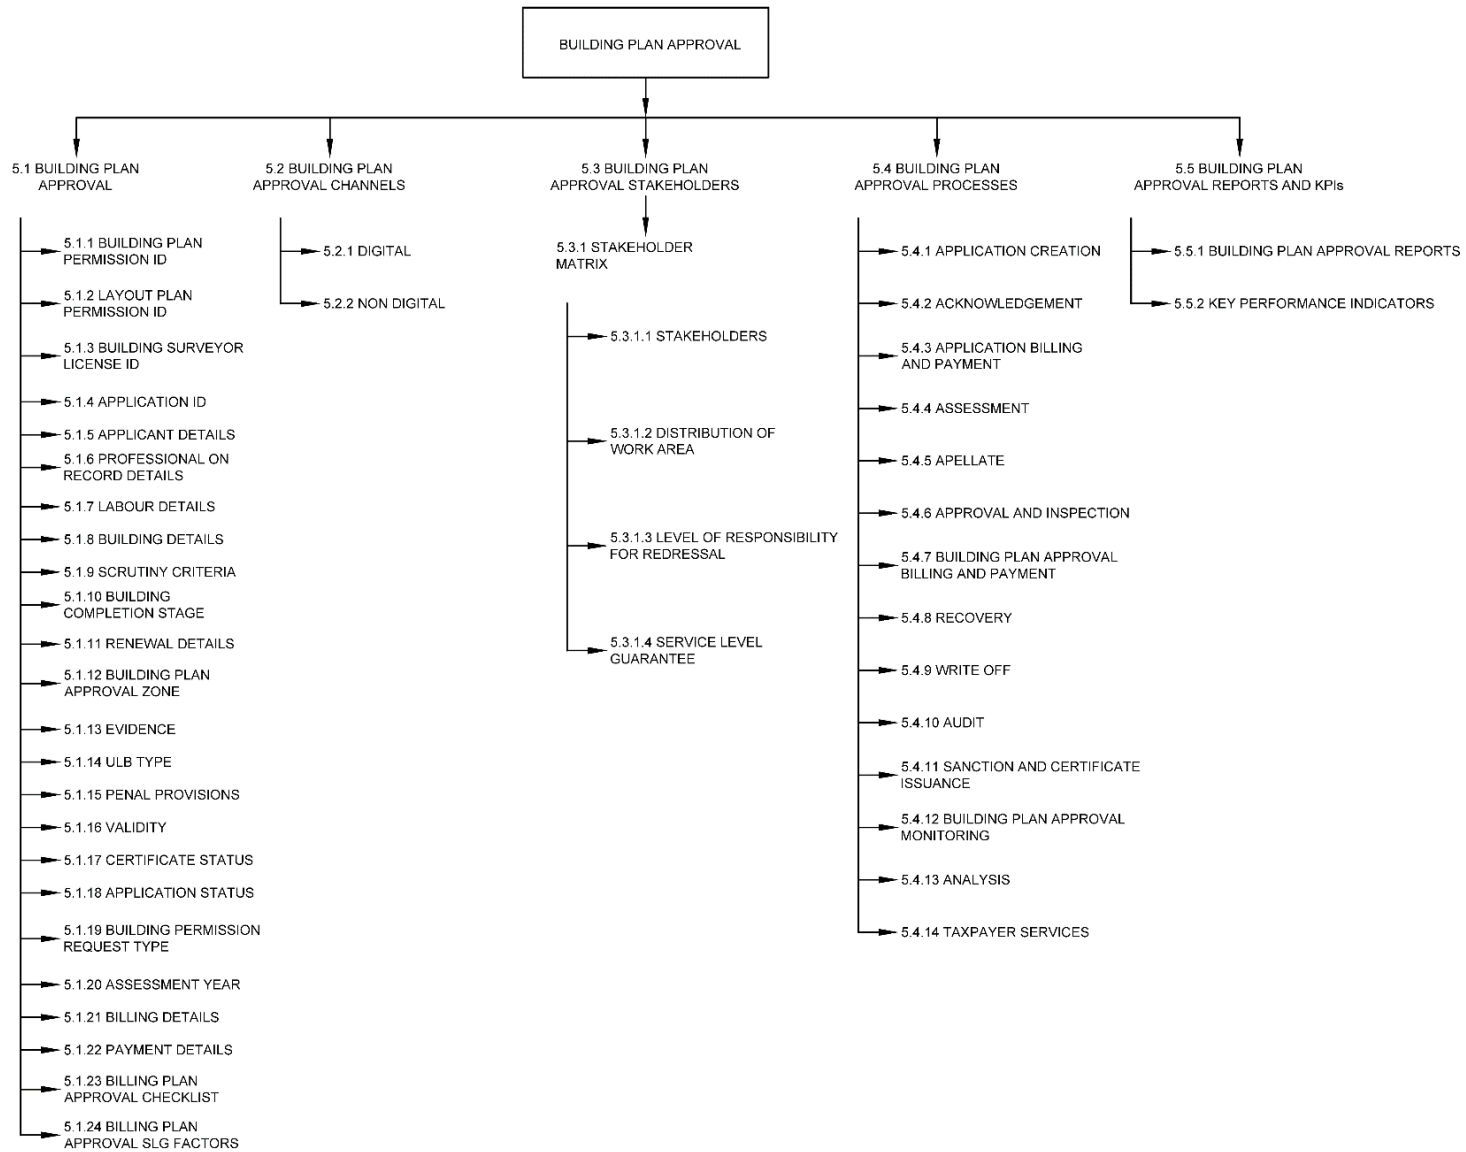 BUILDING PLAN APPROVAL
5.1 BUILDING PLAN
APPROVAL
5.1.1 BUILDING PLAN
PERMISSION ID
5.1.2 LAYOUT PLAN
PERMISSION ID
5.1.3 BUILDING SURVEYOR
LICENSE ID
5.1.4 APPLICATION ID
5.1.5 APPLICANT DETAILS
5.1.6 PROFESSIONAL ON
RECORD DETAILS
5.1.7 LABOUR DETAILS
5.1.8 BUILDING DETAILS
5.1.9 SCRUTINY CRITERIA
5.1.10 BUILDING
COMPLETION STAGE
5.1.11 RENEWAL DETAILS
5.1.12 BUILDING PLAN
APPROVAL ZONE
5.1.13 EVIDENCE
5.1.14 ULB TYPE
5.1.15 PENAL PROVISIONS
5.1.16 VALIDITY
5.1.17 CERTIFICATE STATUS
5.1.18 APPLICATION STATUS
5.1.19 BUILDING PERMISSION
REQUEST TYPE
5.1.20 ASSESSMENT YEAR
5.1.21 BILLING DETAILS
5.1.22 PAYMENT DETAILS
5.1.23 BILLING PLAN
APPROVAL CHECKLIST
5.1.24 BILLING PLAN
APPROVAL SLG FACTORS
5.2 BUILDING PLAN
APPROVAL CHANNELS
5.2.1 DIGITAL
5.2.2 NON DIGITAL
5.3 BUILDING PLAN
APPROVAL STAKEHOLDERS
5.3.1 STAKEHOLDER
MATRIX
5.3.1.1 STAKEHOLDERS
5.3.1.2 DISTRIBUTION OF
WORK AREA
5.3.1.3 LEVEL OF RESPONSIBILITY
FOR REDRESSAL
5.3.1.4 SERVICE LEVEL
GUARANTEE
5.4 BUILDING PLAN
APPROVAL PROCESSES
5.4.1 APPLICATION CREATION
5.4.2 ACKNOWLEDGEMENT
5.4.3 APPLICATION BILLING
AND PAYMENT
5.4.4 ASSESSMENT
5.4.5 APELLATE
5.4.6 APPROVAL AND INSPECTION
5.4.7 BUILDING PLAN APPROVAL
BILLING AND PAYMENT
5.4.8 RECOVERY
5.4.9 WRITE OFF
5.4.10 AUDIT
5.4.11 SANCTION AND CERTIFICATE
ISSUANCE
5.4.12 BUILDING PLAN APPROVAL
MONITORING
5.4.13 ANALYSIS
5.4.14 TAXPAYER SERVICES
5.5 BUILDING PLAN
APPROVAL REPORTS AND KPIs
5.5.1 BUILDING PLAN APPROVAL REPORTS
5.5.2 KEY PERFORMANCE INDICATORS